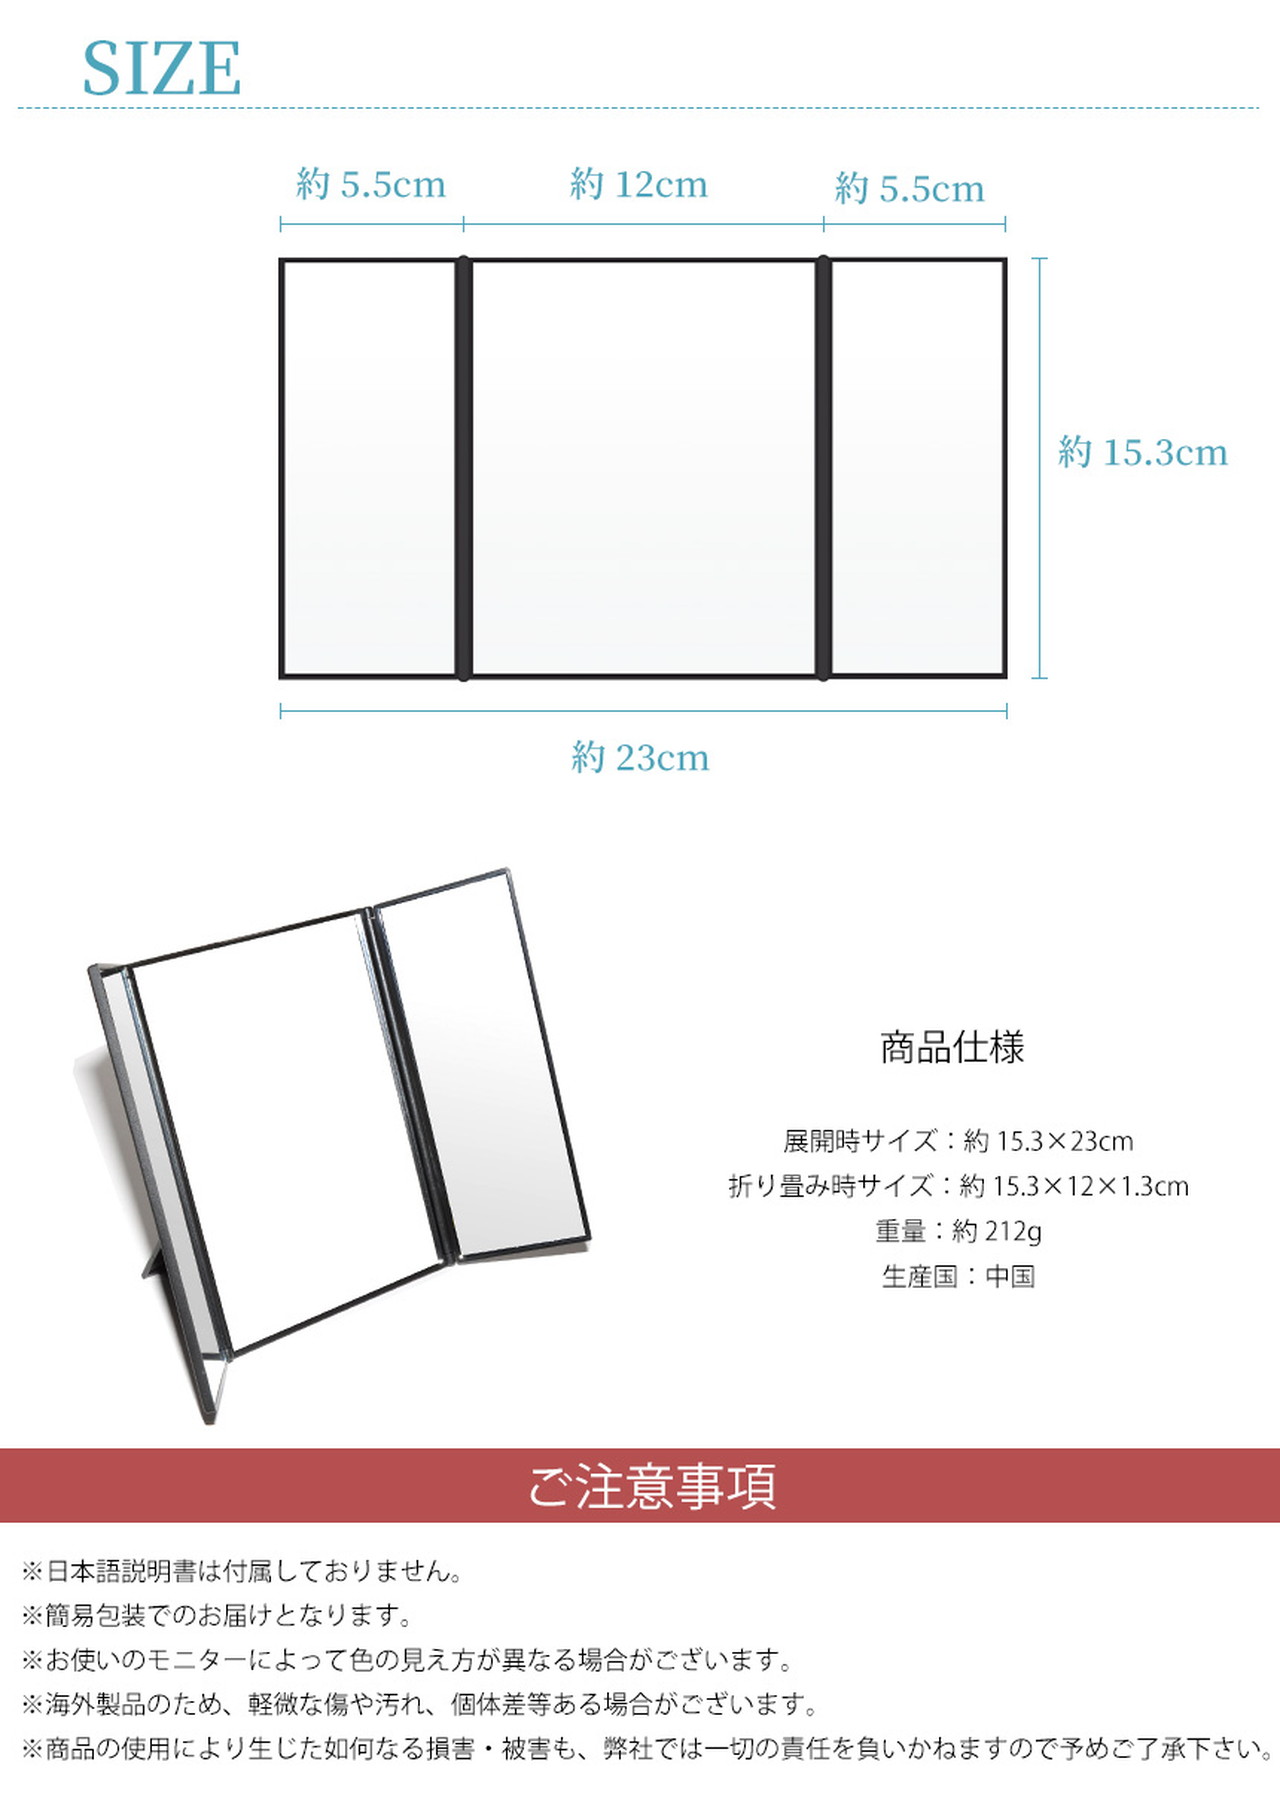 SIZE
約 5.5cm
約 12cm
約 5.5cm
約 15.3cm
約 23cm
商品仕様
展開時サイズ：約 15.3×23cm
折り畳み時サイズ：約 15.3×12×1.3cm
重量：約 212g
生産国：中国
ご注意事項
※日本語説明書は付属しておりません。
※簡易包装でのお届けとなります。
※お使いのモニターによって色の見え方が異なる場合がございます。
※海外製品のため、軽微な傷や汚れ、個体差等ある場合がございます。
※商品の使用により生じた如何なる損害・被害も、弊社では一切の責任を負いかねますので予めご了承下さい。